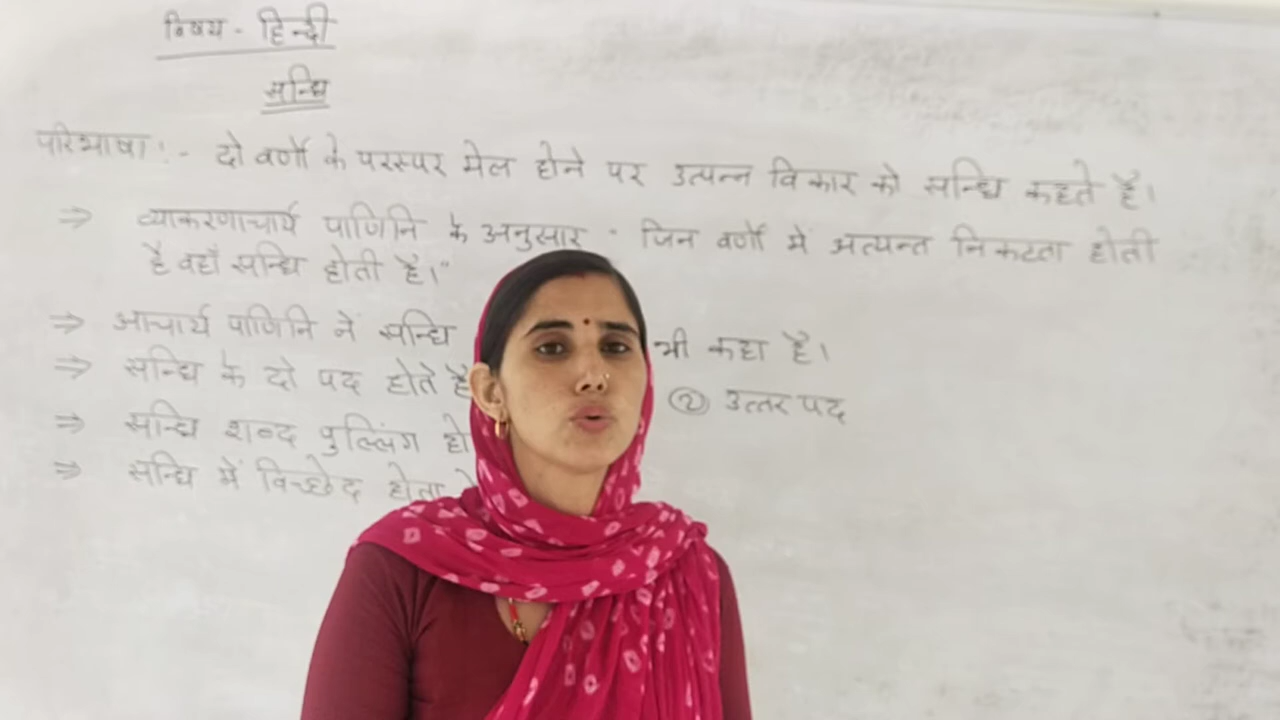 विषय - हिन्दी
सन्धि
परिभाषा :- दो वर्णों के परस्पर मेल होने पर उत्पन्न विकार को सन्धि कहते है।
⇒ व्याकरणाचार्य पाणिनि के अनुसार - जिन वर्णों में अत्यन्त निकटता होती
है वहाँ सन्धि होती है।"
⇒ आचार्य पाणिनि ने सन्धि भी कहा है।
⇒ सन्धि के दो पद होते है ② उत्तर पद
⇒ सन्धि शब्द पुल्लिंग हो
⇒ सन्धि में विच्छेद होता